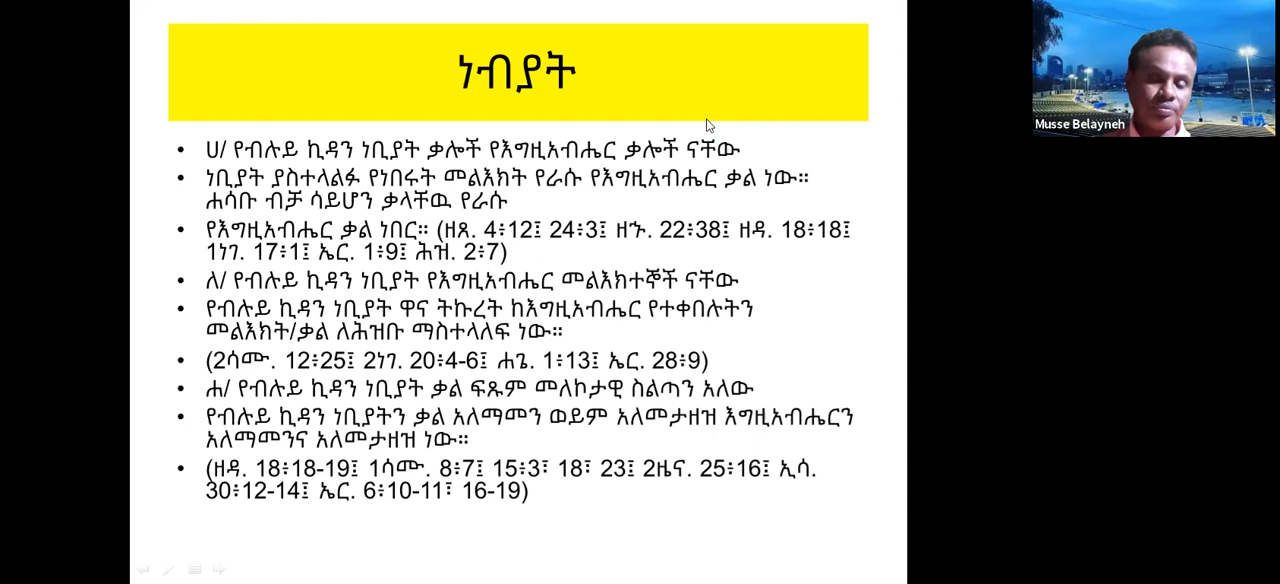 ነብያት
• ሀ/ የብሉይ ኪዳን ነቢያት ቃሎች የእግዚአብሔር ቃሎች ናቸው
• ነቢያት ያስተላልፉ የነበሩት መልእክት የራሱ የእግዚአብሔር ቃል ነው።
ሐሳቡ ብቻ ሳይሆን ቃላቸዉ የራሱ
• የእግዚአብሔር ቃል ነበር። (ዘጸ. 4፥12፤ 24፥3፤ ዘኍ. 22፥38፤ ዘዳ. 18፥18፤
1ነገ. 17፥1፤ ኤር. 1፥9፤ ሕዝ. 2፥7)
• ለ/ የብሉይ ኪዳን ነቢያት የእግዚአብሔር መልእክተኞች ናቸው
• የብሉይ ኪዳን ነቢያት ዋና ትኩረት ከእግዚአብሔር የተቀበሉትን
መልእክት/ቃል ለሕዝቡ ማስተላለፍ ነው።
• (2ሳሙ. 12፥25፤ 2ነገ. 20፥4-6፤ ሐጌ. 1፥13፤ ኤር. 28፥9)
• ሐ/ የብሉይ ኪዳን ነቢያት ቃል ፍጹም መለኮታዊ ስልጣን አለው
• የብሉይ ኪዳን ነቢያትን ቃል አለማመን ወይም አለመታዘዝ እግዚአብሔርን
አለማመንና አለመታዘዝ ነው።
• (ዘዳ. 18፥18-19፤ 1ሳሙ. 8፥7፤ 15፥3፣ 18፣ 23፤ 2ዜና. 25፥16፤ ኢሳ.
30፥12-14፤ ኤር. 6፥10-11፣ 16-19)
Musse Belayneh